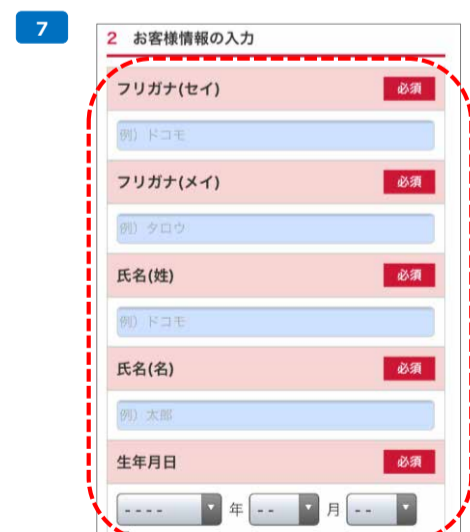 7
2 お客様情報の入力
フリガナ(セイ) 必須
例）ドコモ
フリガナ(メイ) 必須
例）タロウ
氏名(姓) 必須
例）ドコモ
氏名(名) 必須
例）太郎
生年月日 必須
---- 年 -- 月 --